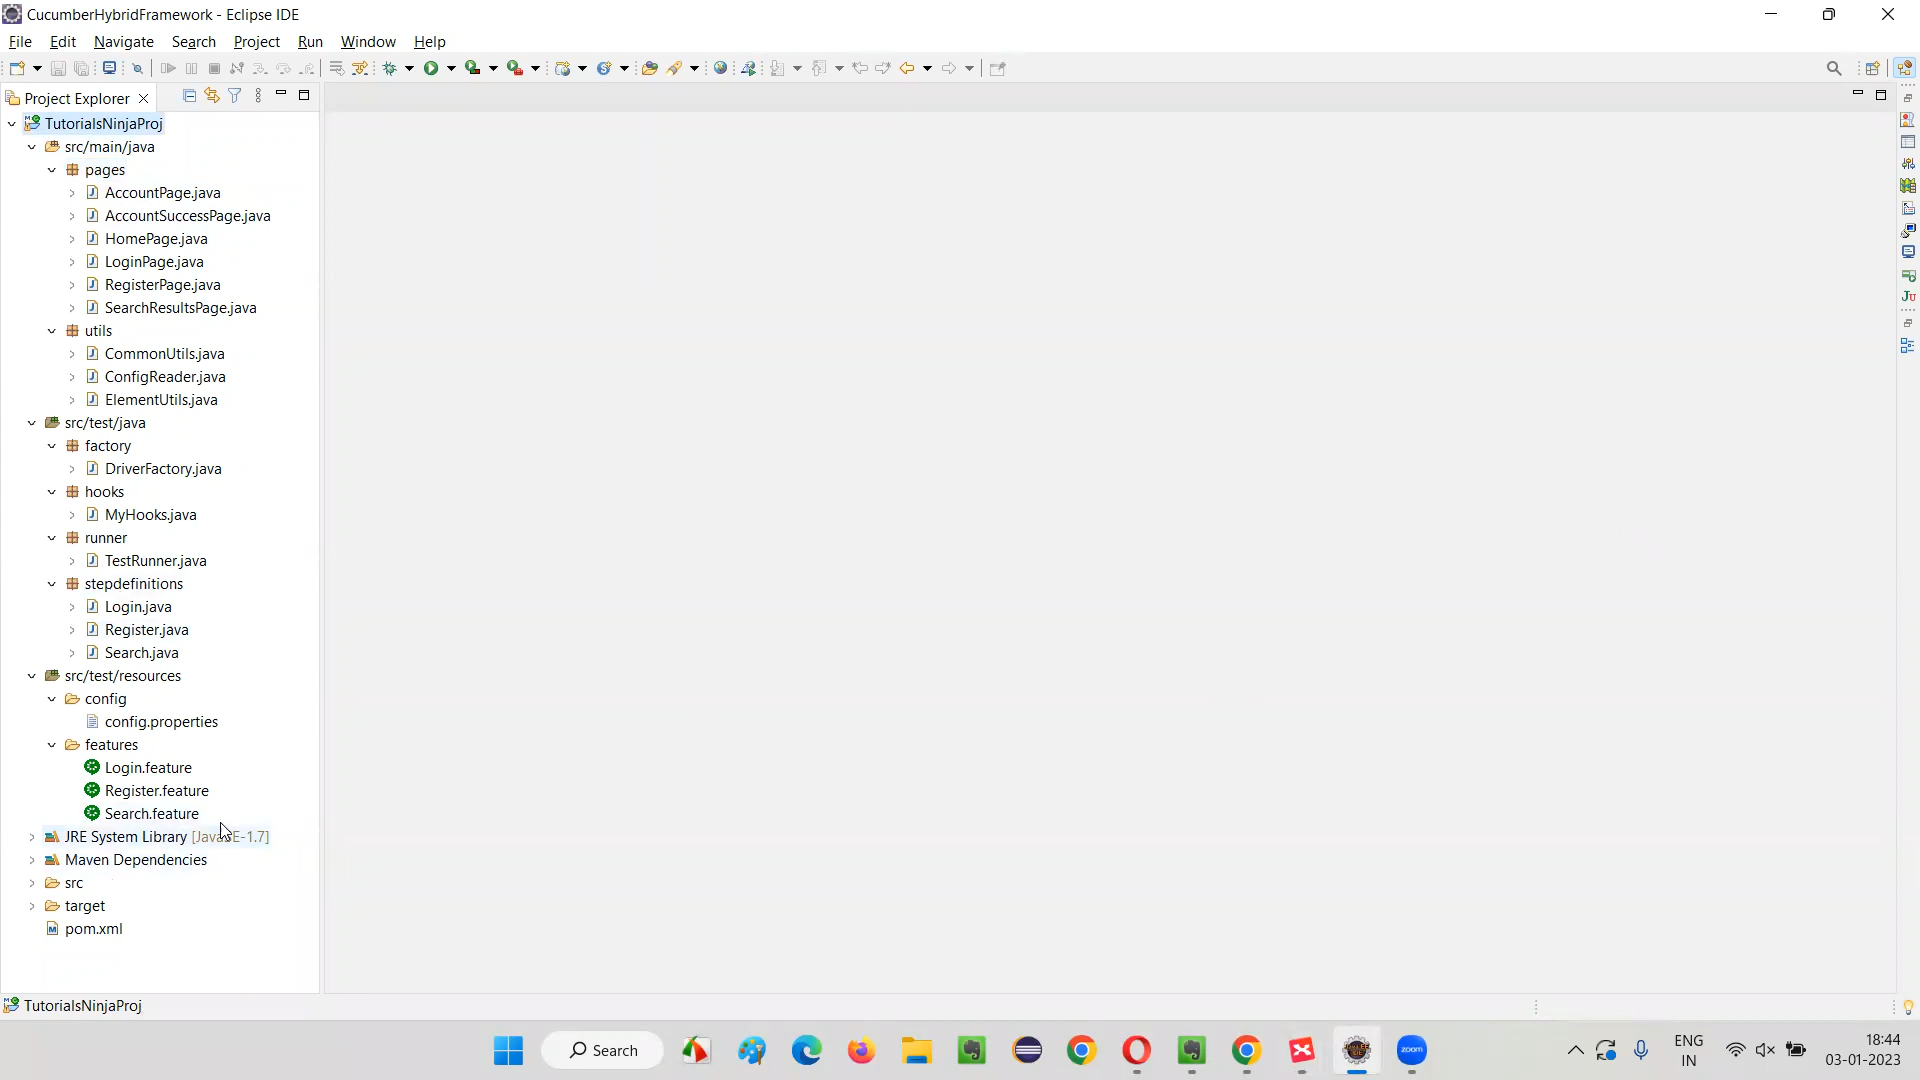 CucumberHybridFramework - Eclipse IDE
File Edit Navigate Search Project Run Window Help
Project Explorer
TutorialsNinjaProj
src/main/java
pages
AccountPage.java
AccountSuccessPage.java
HomePage.java
LoginPage.java
RegisterPage.java
SearchResultsPage.java
utils
CommonUtils.java
ConfigReader.java
ElementUtils.java
src/test/java
factory
DriverFactory.java
hooks
MyHooks.java
runner
TestRunner.java
stepdefinitions
Login.java
Register.java
Search.java
src/test/resources
config
config.properties
features
Login.feature
Register.feature
Search.feature
JRE System Library [JavaSE-1.7]
Maven Dependencies
src
target
pom.xml
TutorialsNinjaProj
Search
zoom
ENG
IN
18:44
03-01-2023